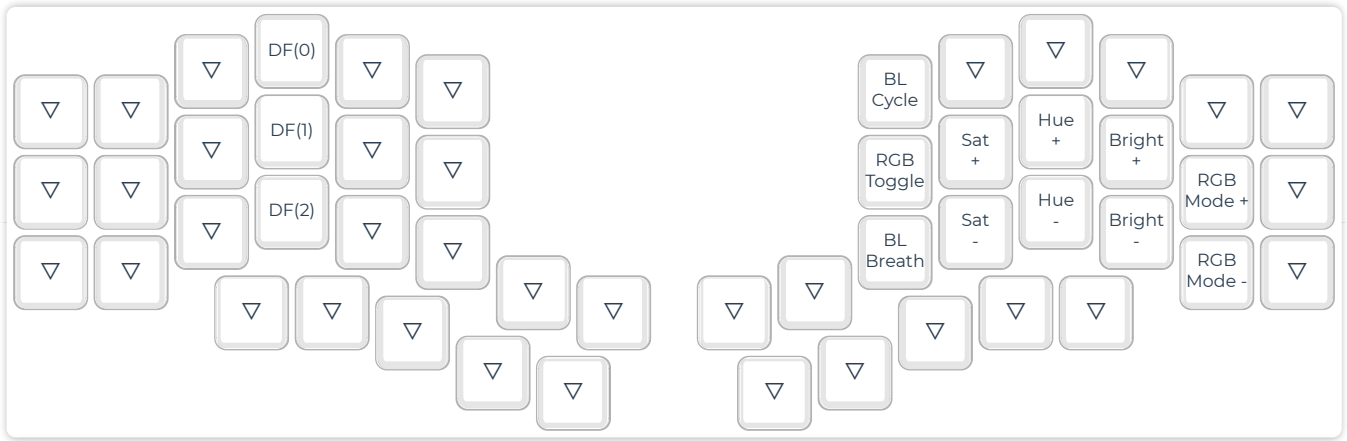 DF(0)
DF(1)
DF(2)
BL
Cycle
RGB
Toggle
BL
Breath
Sat
+
Sat
-
Hue
+
Hue
-
Bright
+
Bright
-
RGB
Mode +
RGB
Mode -